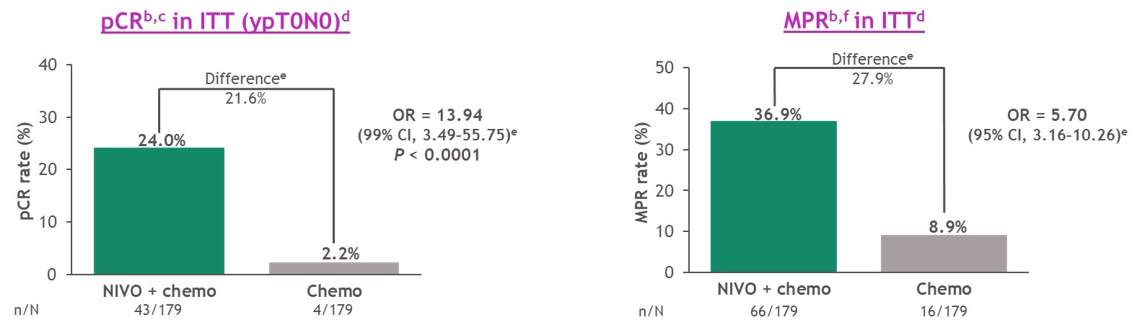 pCRb,c in ITT (ypT0N0)d
40
30
20
10
0
pCR rate (%)
Differencee
21.6%
24.0%
2.2%
OR = 13.94
(99% CI, 3.49-55.75)e
P < 0.0001
NIVO + chemo
Chemo
n/N
43/179
4/179
MPRb,f in ITTd
50
40
30
20
10
0
MPR rate (%)
Differencee
27.9%
36.9%
8.9%
OR = 5.70
(95% CI, 3.16-10.26)e
NIVO + chemo
Chemo
n/N
66/179
16/179